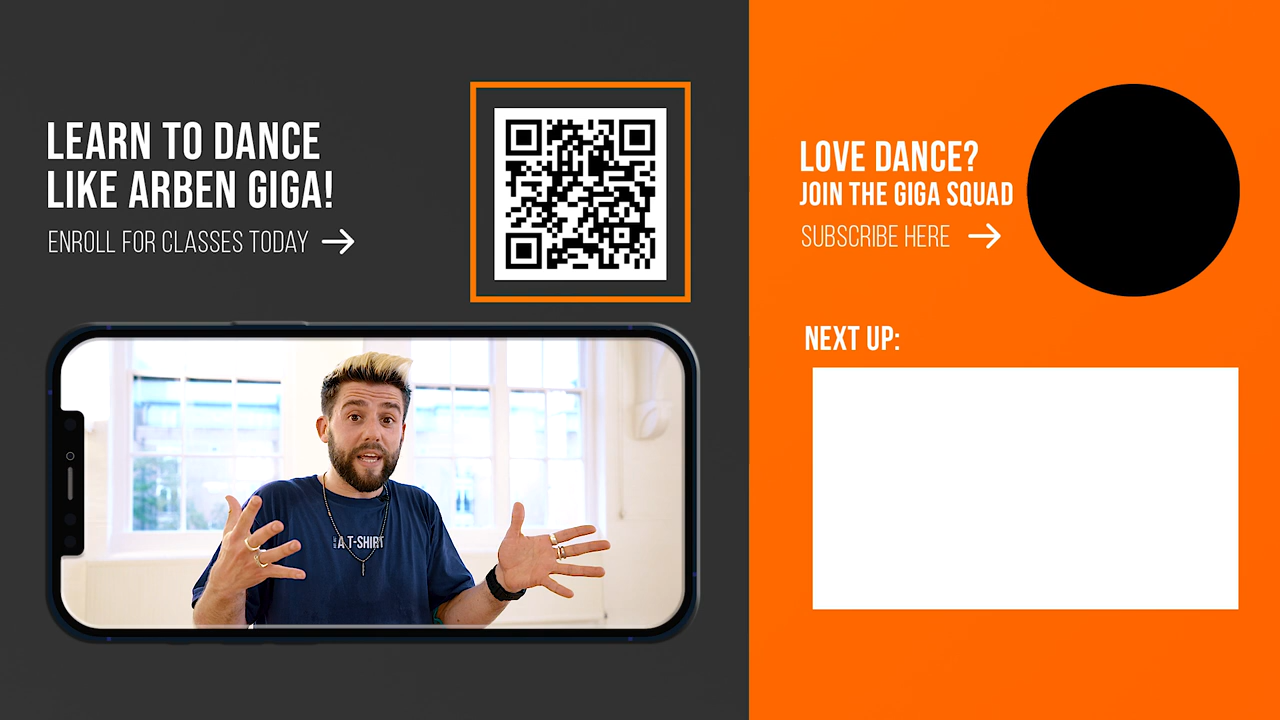 LEARN TO DANCE
LIKE ARBEN GIGA!
ENROLL FOR CLASSES TODAY
LOVE DANCE?
JOIN THE GIGA SQUAD
SUBSCRIBE HERE
NEXT UP:
A T-SHIRT